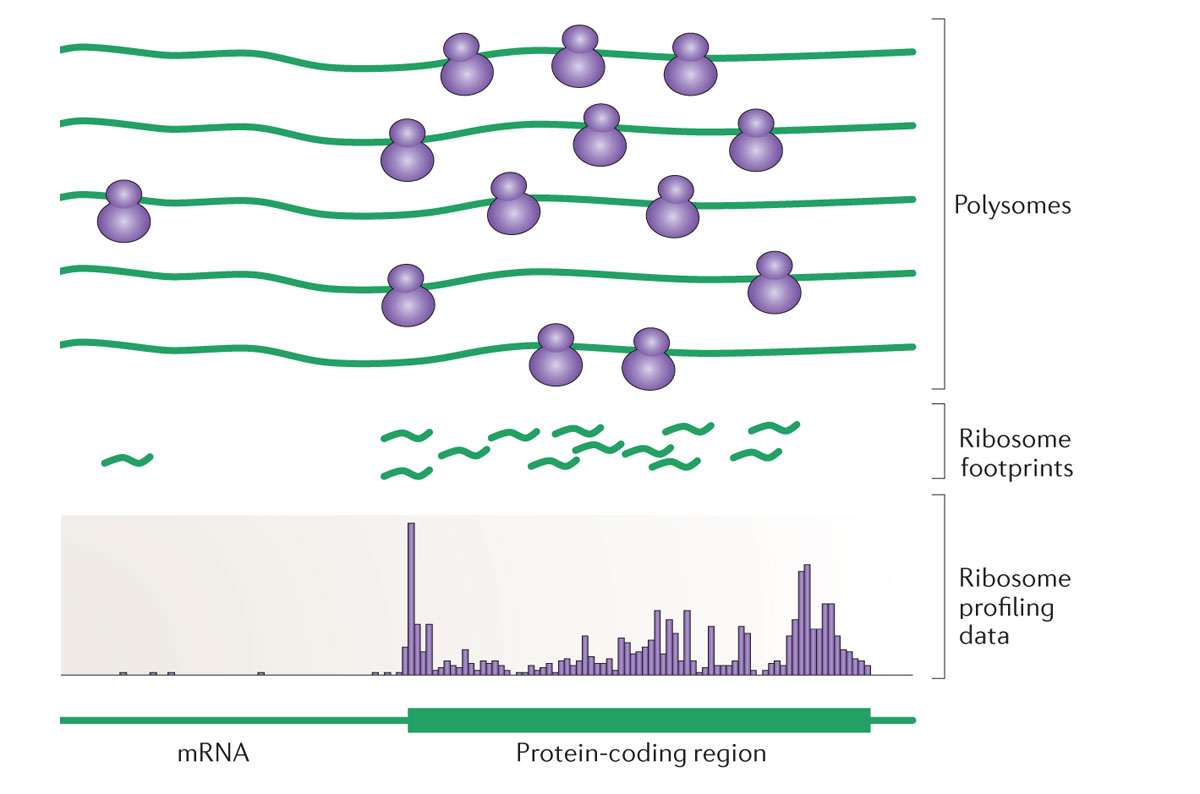 Polysomes
Ribosome
footprints
Ribosome
profiling
data
mRNA
Protein-coding region